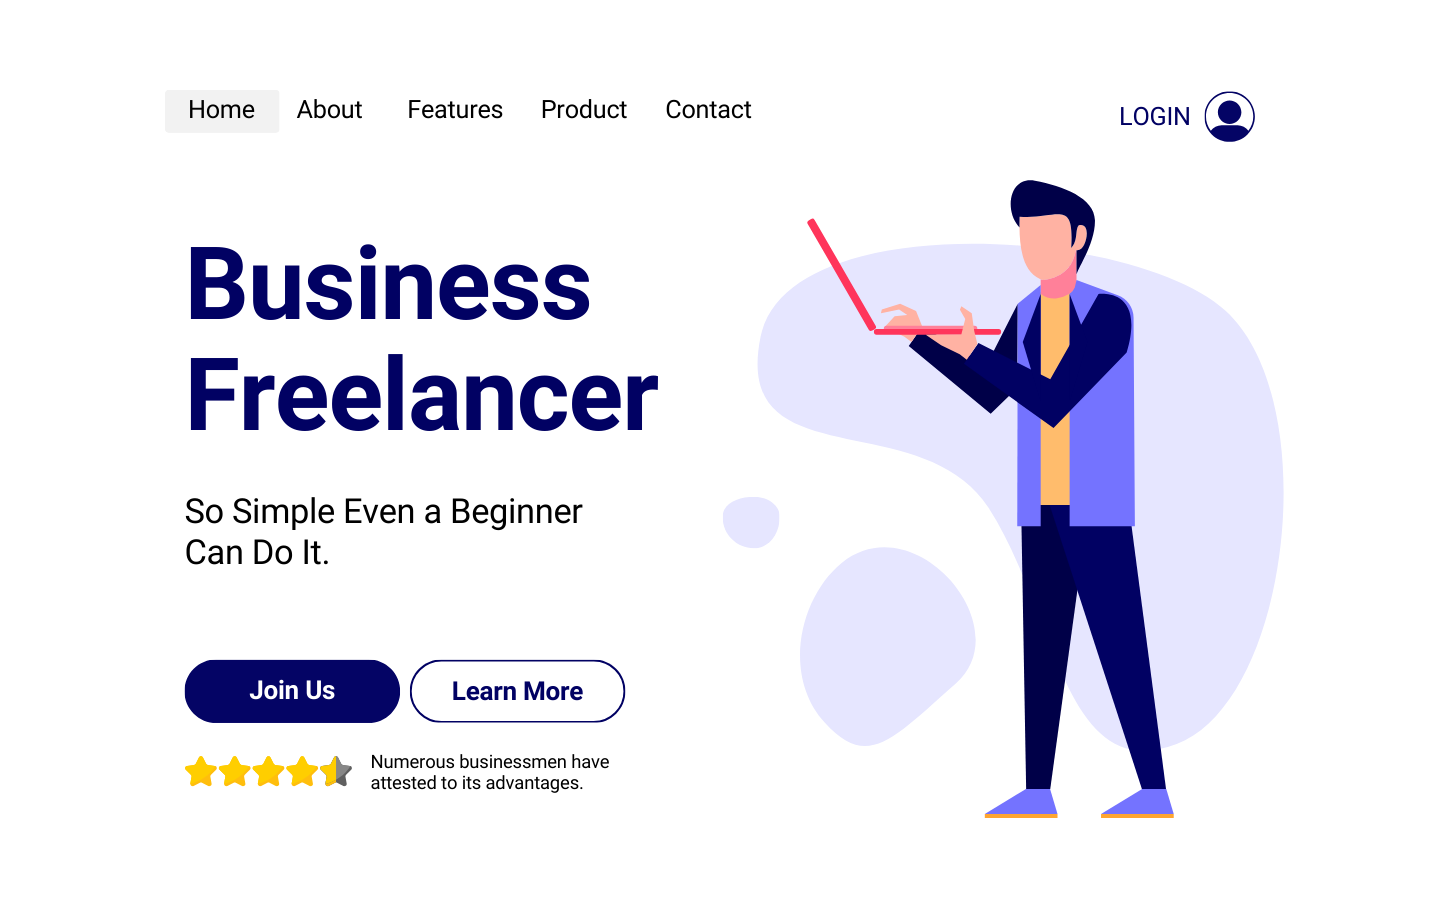 Home About Features Product Contact
LOGIN
Business
Freelancer
So Simple Even a Beginner
Can Do It.
Join Us Learn More
Numerous businessmen have
attested to its advantages.